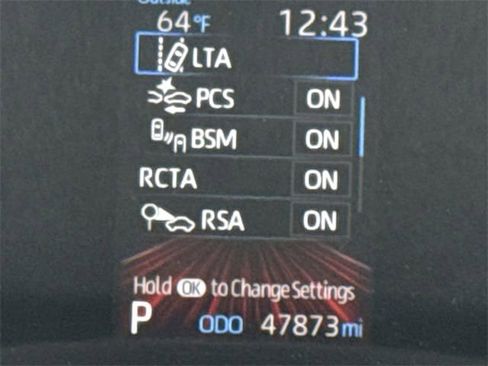 Outside
64°F 12:43
LTA
PCS ON
BSM ON
RCTA ON
RSA ON
Hold OK to Change Settings
P ODO 47873 mi